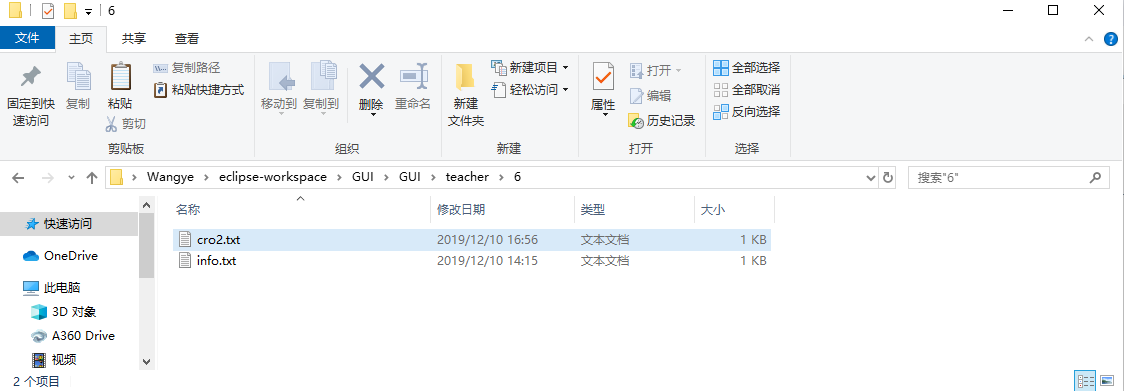 6
文件 主页 共享 查看
固定到快速访问
复制
粘贴
复制路径
粘贴快捷方式
剪切
剪贴板
移动到
复制到
删除
重命名
组织
新建文件夹
新建项目
轻松访问
新建
属性
打开
编辑
历史记录
打开
全部选择
全部取消
反向选择
选择
Wangye eclipse-workspace GUI GUI teacher 6
搜索"6"
名称 修改日期 类型 大小
cro2.txt 2019/12/10 16:56 文本文档 1 KB
info.txt 2019/12/10 14:15 文本文档 1 KB
快速访问
OneDrive
此电脑
3D 对象
A360 Drive
视频
2 个项目